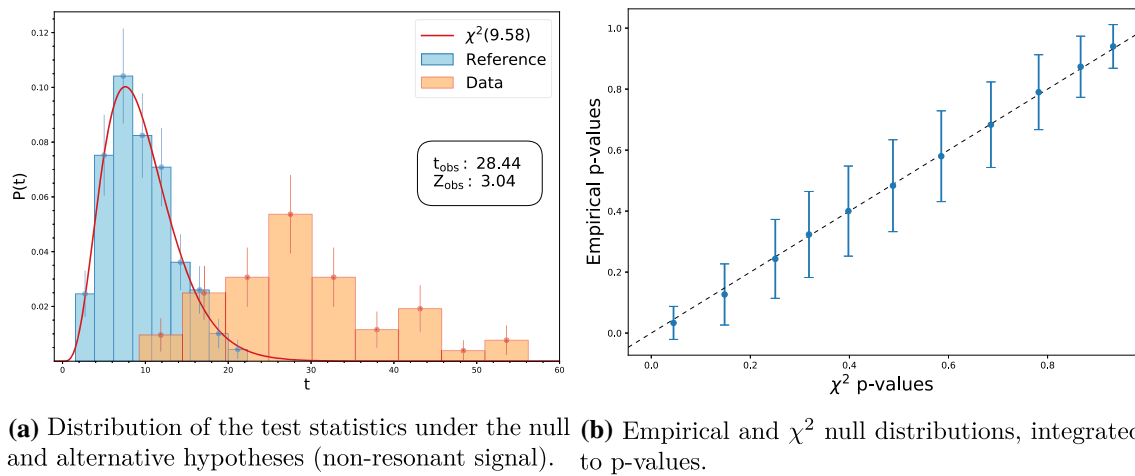 0.12
0.10
0.08
0.06
0.04
0.02
P(t)
χ²(9.58)
Reference
Data
t_obs : 28.44
Z_obs : 3.04
0 10 20 30 40 50 60
t
1.0
0.8
0.6
0.4
0.2
0.0
Empirical p-values
0.0 0.2 0.4 0.6 0.8
χ² p-values
(a) Distribution of the test statistics under the null
and alternative hypotheses (non-resonant signal).
(b) Empirical and χ² null distributions, integrated
to p-values.